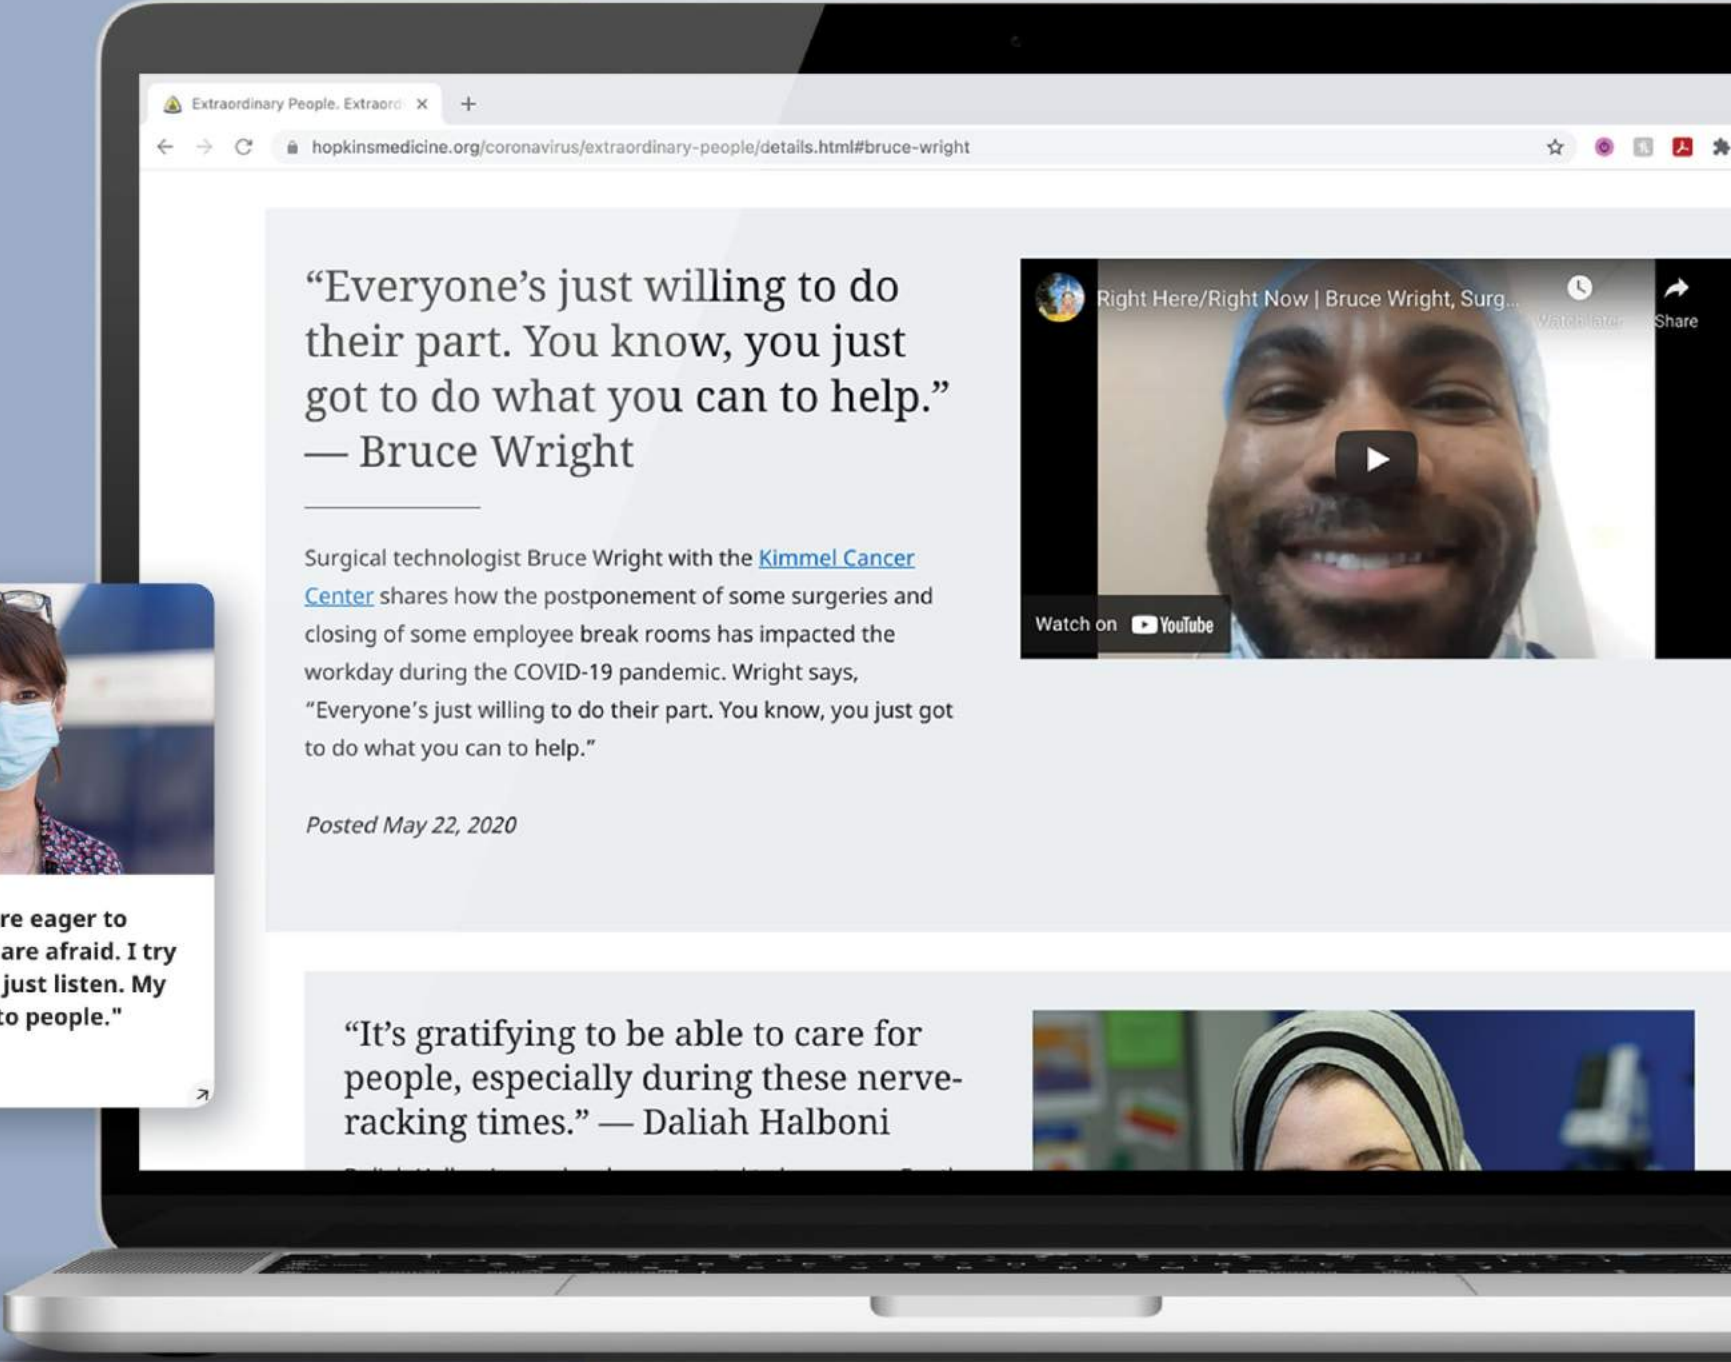 Extraordinary People. Extraord
hopkinsmedicine.org/coronavirus/extraordinary-people/details.html#bruce-wright
“Everyone’s just willing to do
their part. You know, you just
got to do what you can to help.”
— Bruce Wright
Surgical technologist Bruce Wright with the Kimmel Cancer
Center shares how the postponement of some surgeries and
closing of some employee break rooms has impacted the
workday during the COVID-19 pandemic. Wright says,
“Everyone’s just willing to do their part. You know, you just got
to do what you can to help.”
Posted May 22, 2020
Right Here/Right Now | Bruce Wright, Surg...
Watch later
Share
Watch on YouTube
re eager to
are afraid. I try
just listen. My
to people."
“It’s gratifying to be able to care for
people, especially during these nerve-
racking times.” — Daliah Halboni